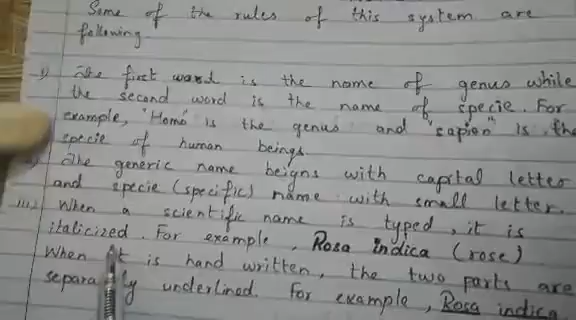 Some of the rules of this system are
following
i) The first word is the name of genus while
the second word is the name of specie. For
example, "Homo" is the genus and "sapien" is the
specie of human beings.
The generic name beigns with capital letter
and specie (specific) name with small letter.
iii) When a scientific name is typed, it is
italicized. For example, Rosa indica (rose)
When it is hand written, the two parts are
separately underlined. For example, Rosa indica